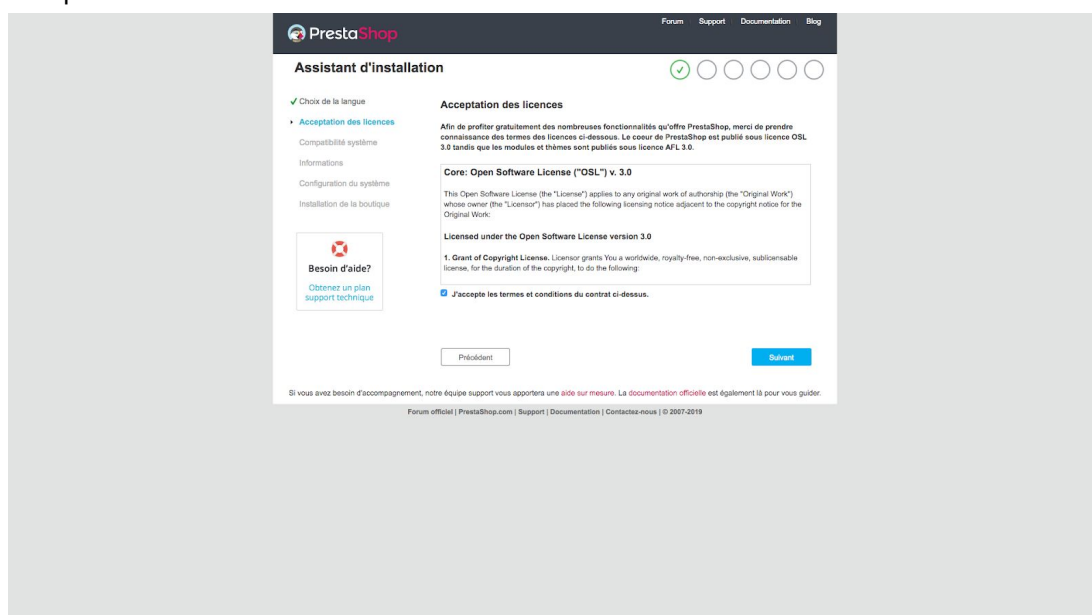 PrestaShop
Forum Support Documentation Blog
Assistant d'installation
Choix de la langue
Acceptation des licences
Compatibilité système
Informations
Configuration du système
Installation de la boutique
Besoin d'aide?
Obtenez un plan
support technique
Acceptation des licences
Afin de profiter gratuitement des nombreuses fonctionnalités qu'offre PrestaShop, merci de prendre
connaissance des termes des licences ci-dessous. Le coeur de PrestaShop est publié sous licence OSL
3.0 tandis que les modules et thèmes sont publiés sous licence AFL 3.0.
Core: Open Software License ("OSL") v. 3.0
This Open Software License (the "License") applies to any original work of authorship (the "Original Work")
whose owner (the "Licensor") has placed the following licensing notice adjacent to the copyright notice for the
Original Work:
Licensed under the Open Software License version 3.0
1. Grant of Copyright License. Licensor grants You a worldwide, royalty-free, non-exclusive, sublicensable
license, for the duration of the copyright, to do the following:
J'accepte les termes et conditions du contrat ci-dessus.
Précédent
Suivant
Si vous avez besoin d'accompagnement, notre équipe support vous apportera une aide sur mesure. La documentation officielle est également là pour vous guider.
Forum officiel | PrestaShop.com | Support | Documentation | Contactez-nous | © 2007-2019